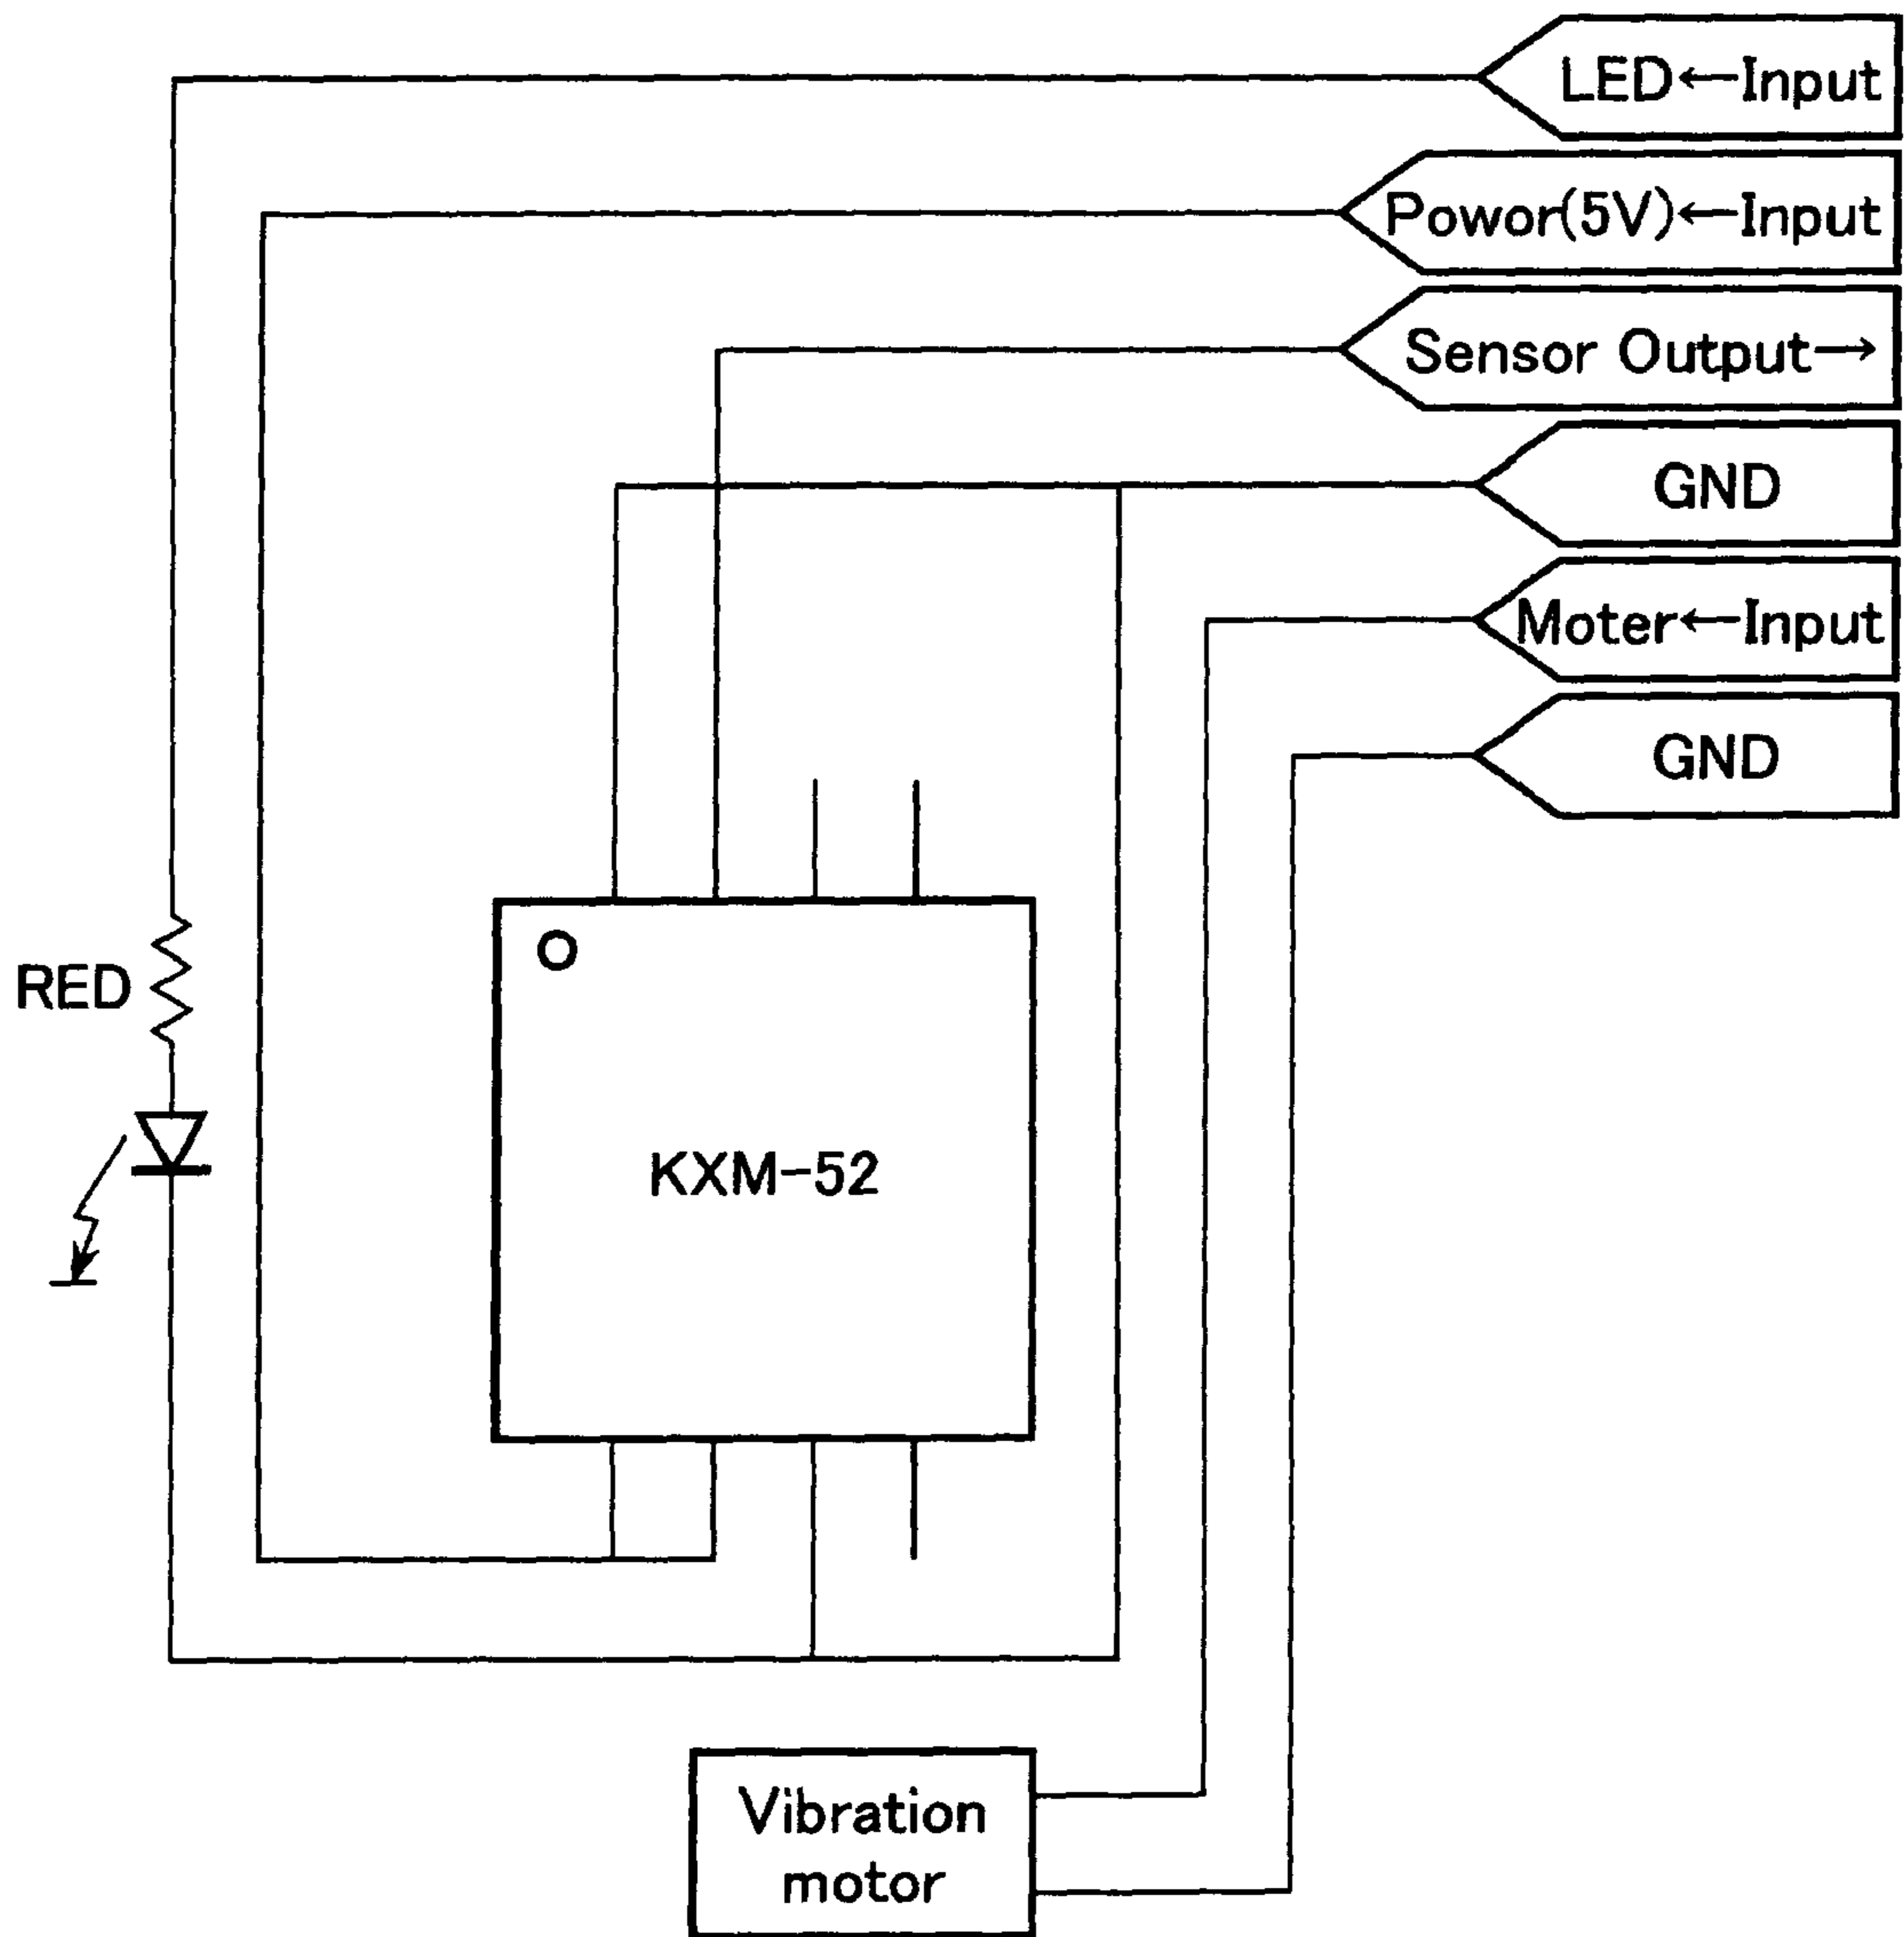 LED←Input
Powor(5V)←Input
Sensor Output→
GND
Moter←Input
GND
RED
KXM-52
Vibration
motor